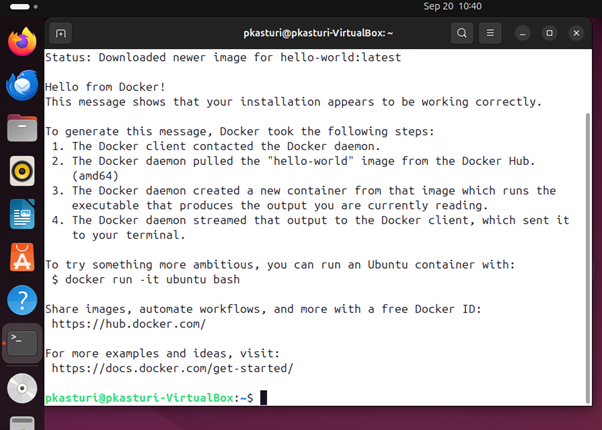 Sep 20 10:40
pkasturi@pkasturi-VirtualBox: ~
Status: Downloaded newer image for hello-world:latest
Hello from Docker!
This message shows that your installation appears to be working correctly.
To generate this message, Docker took the following steps:
1. The Docker client contacted the Docker daemon.
2. The Docker daemon pulled the "hello-world" image from the Docker Hub.
(amd64)
3. The Docker daemon created a new container from that image which runs the
executable that produces the output you are currently reading.
4. The Docker daemon streamed that output to the Docker client, which sent it
to your terminal.
To try something more ambitious, you can run an Ubuntu container with:
$ docker run -it ubuntu bash
Share images, automate workflows, and more with a free Docker ID:
https://hub.docker.com/
For more examples and ideas, visit:
https://docs.docker.com/get-started/
pkasturi@pkasturi-VirtualBox:~$